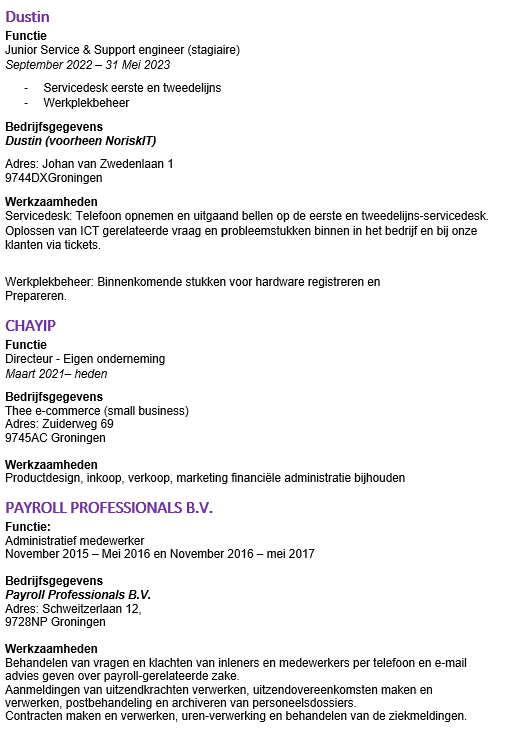 Dustin
Functie
Junior Service & Support engineer (stagiaire)
September 2022 – 31 Mei 2023
- Servicedesk eerste en tweedelijns
- Werkplekbeheer
Bedrijfsgegevens
Dustin (voorheen NoriskIT)
Adres: Johan van Zwedenlaan 1
9744DXGroningen
Werkzaamheden
Servicedesk: Telefoon opnemen en uitgaand bellen op de eerste en tweedelijns-servicedesk.
Oplossen van ICT gerelateerde vraag en probleemstukken binnen in het bedrijf en bij onze
klanten via tickets.
Werkplekbeheer: Binnenkomende stukken voor hardware registreren en
Prepareren.
CHAYIP
Functie
Directeur - Eigen onderneming
Maart 2021– heden
Bedrijfsgegevens
Thee e-commerce (small business)
Adres: Zuiderweg 69
9745AC Groningen
Werkzaamheden
Productdesign, inkoop, verkoop, marketing financiële administratie bijhouden
PAYROLL PROFESSIONALS B.V.
Functie:
Administratief medewerker
November 2015 – Mei 2016 en November 2016 – mei 2017
Bedrijfsgegevens
Payroll Professionals B.V.
Adres: Schweitzerlaan 12,
9728NP Groningen
Werkzaamheden
Behandelen van vragen en klachten van inleners en medewerkers per telefoon en e-mail
advies geven over payroll-gerelateerde zake.
Aanmeldingen van uitzendkrachten verwerken, uitzendovereenkomsten maken en
verwerken, postbehandeling en archiveren van personeelsdossiers.
Contracten maken en verwerken, uren-verwerking en behandelen van de ziekmeldingen.